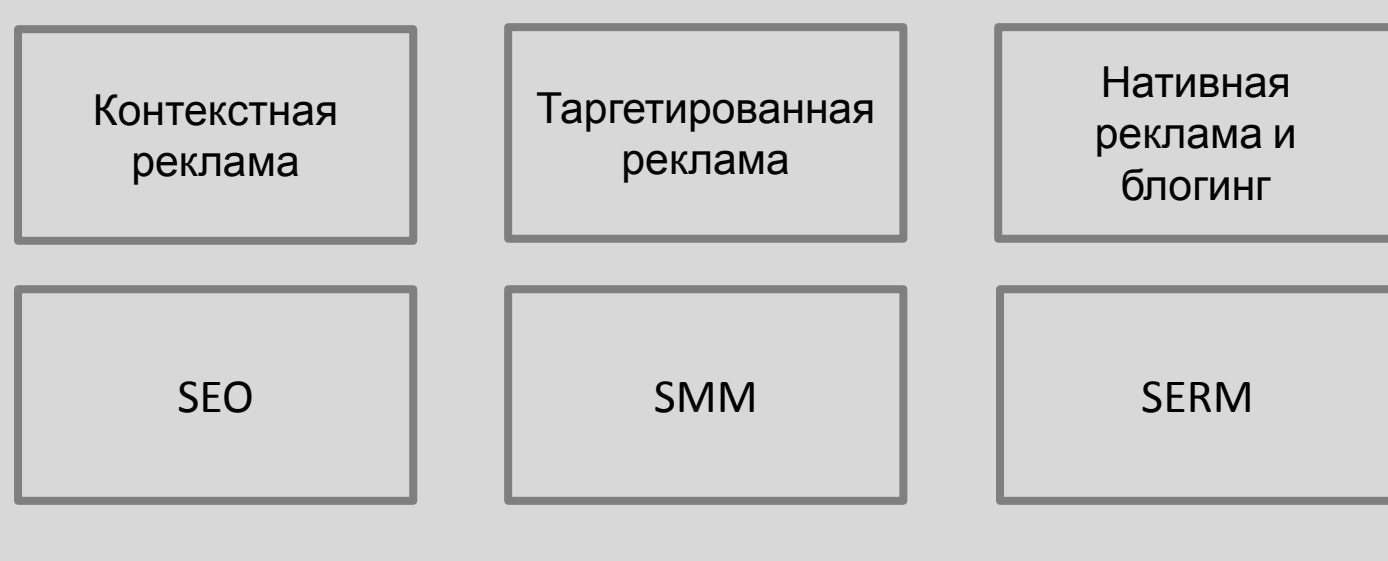 Контекстная
реклама
Таргетированная
реклама
Нативная
реклама и
блогинг
SEO
SMM
SERM